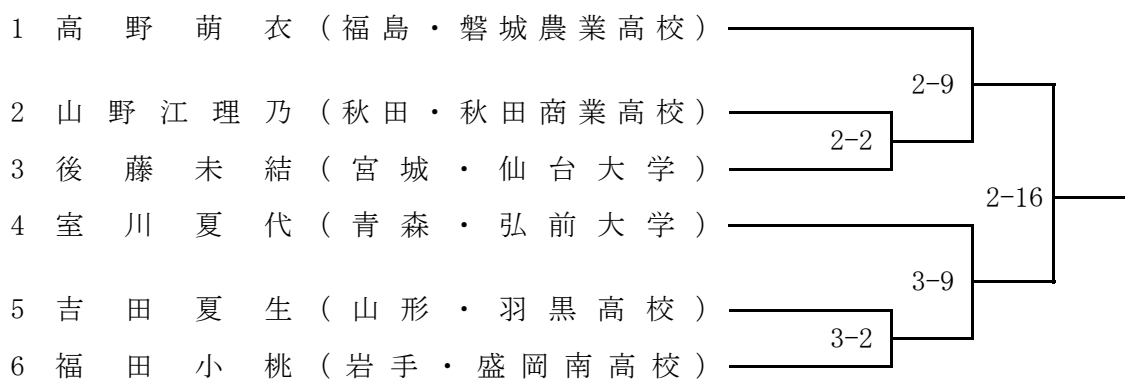 1 高野萌衣（福島・磐城農業高校）
2-9
2 山野江理乃（秋田・秋田商業高校）
2-2
3 後藤未結（宮城・仙台大学）
2-16
4 室川夏代（青森・弘前大学）
3-9
5 吉田夏生（山形・羽黒高校）
3-2
6 福田小桃（岩手・盛岡南高校）